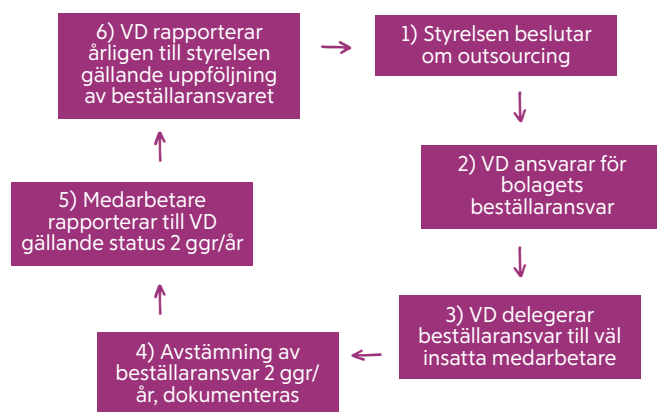 1) Styrelsen beslutar
om outsourcing
2) VD ansvarar för
bolagets
beställaransvar
3) VD delegerar
beställaransvar till väl
insatta medarbetare
4) Avstämning av
beställaransvar 2 ggr/
år, dokumenteras
5) Medarbetare
rapporterar till VD
gällande status 2 ggr/år
6) VD rapporterar
årligen till styrelsen
gällande uppföljning
av beställaransvaret